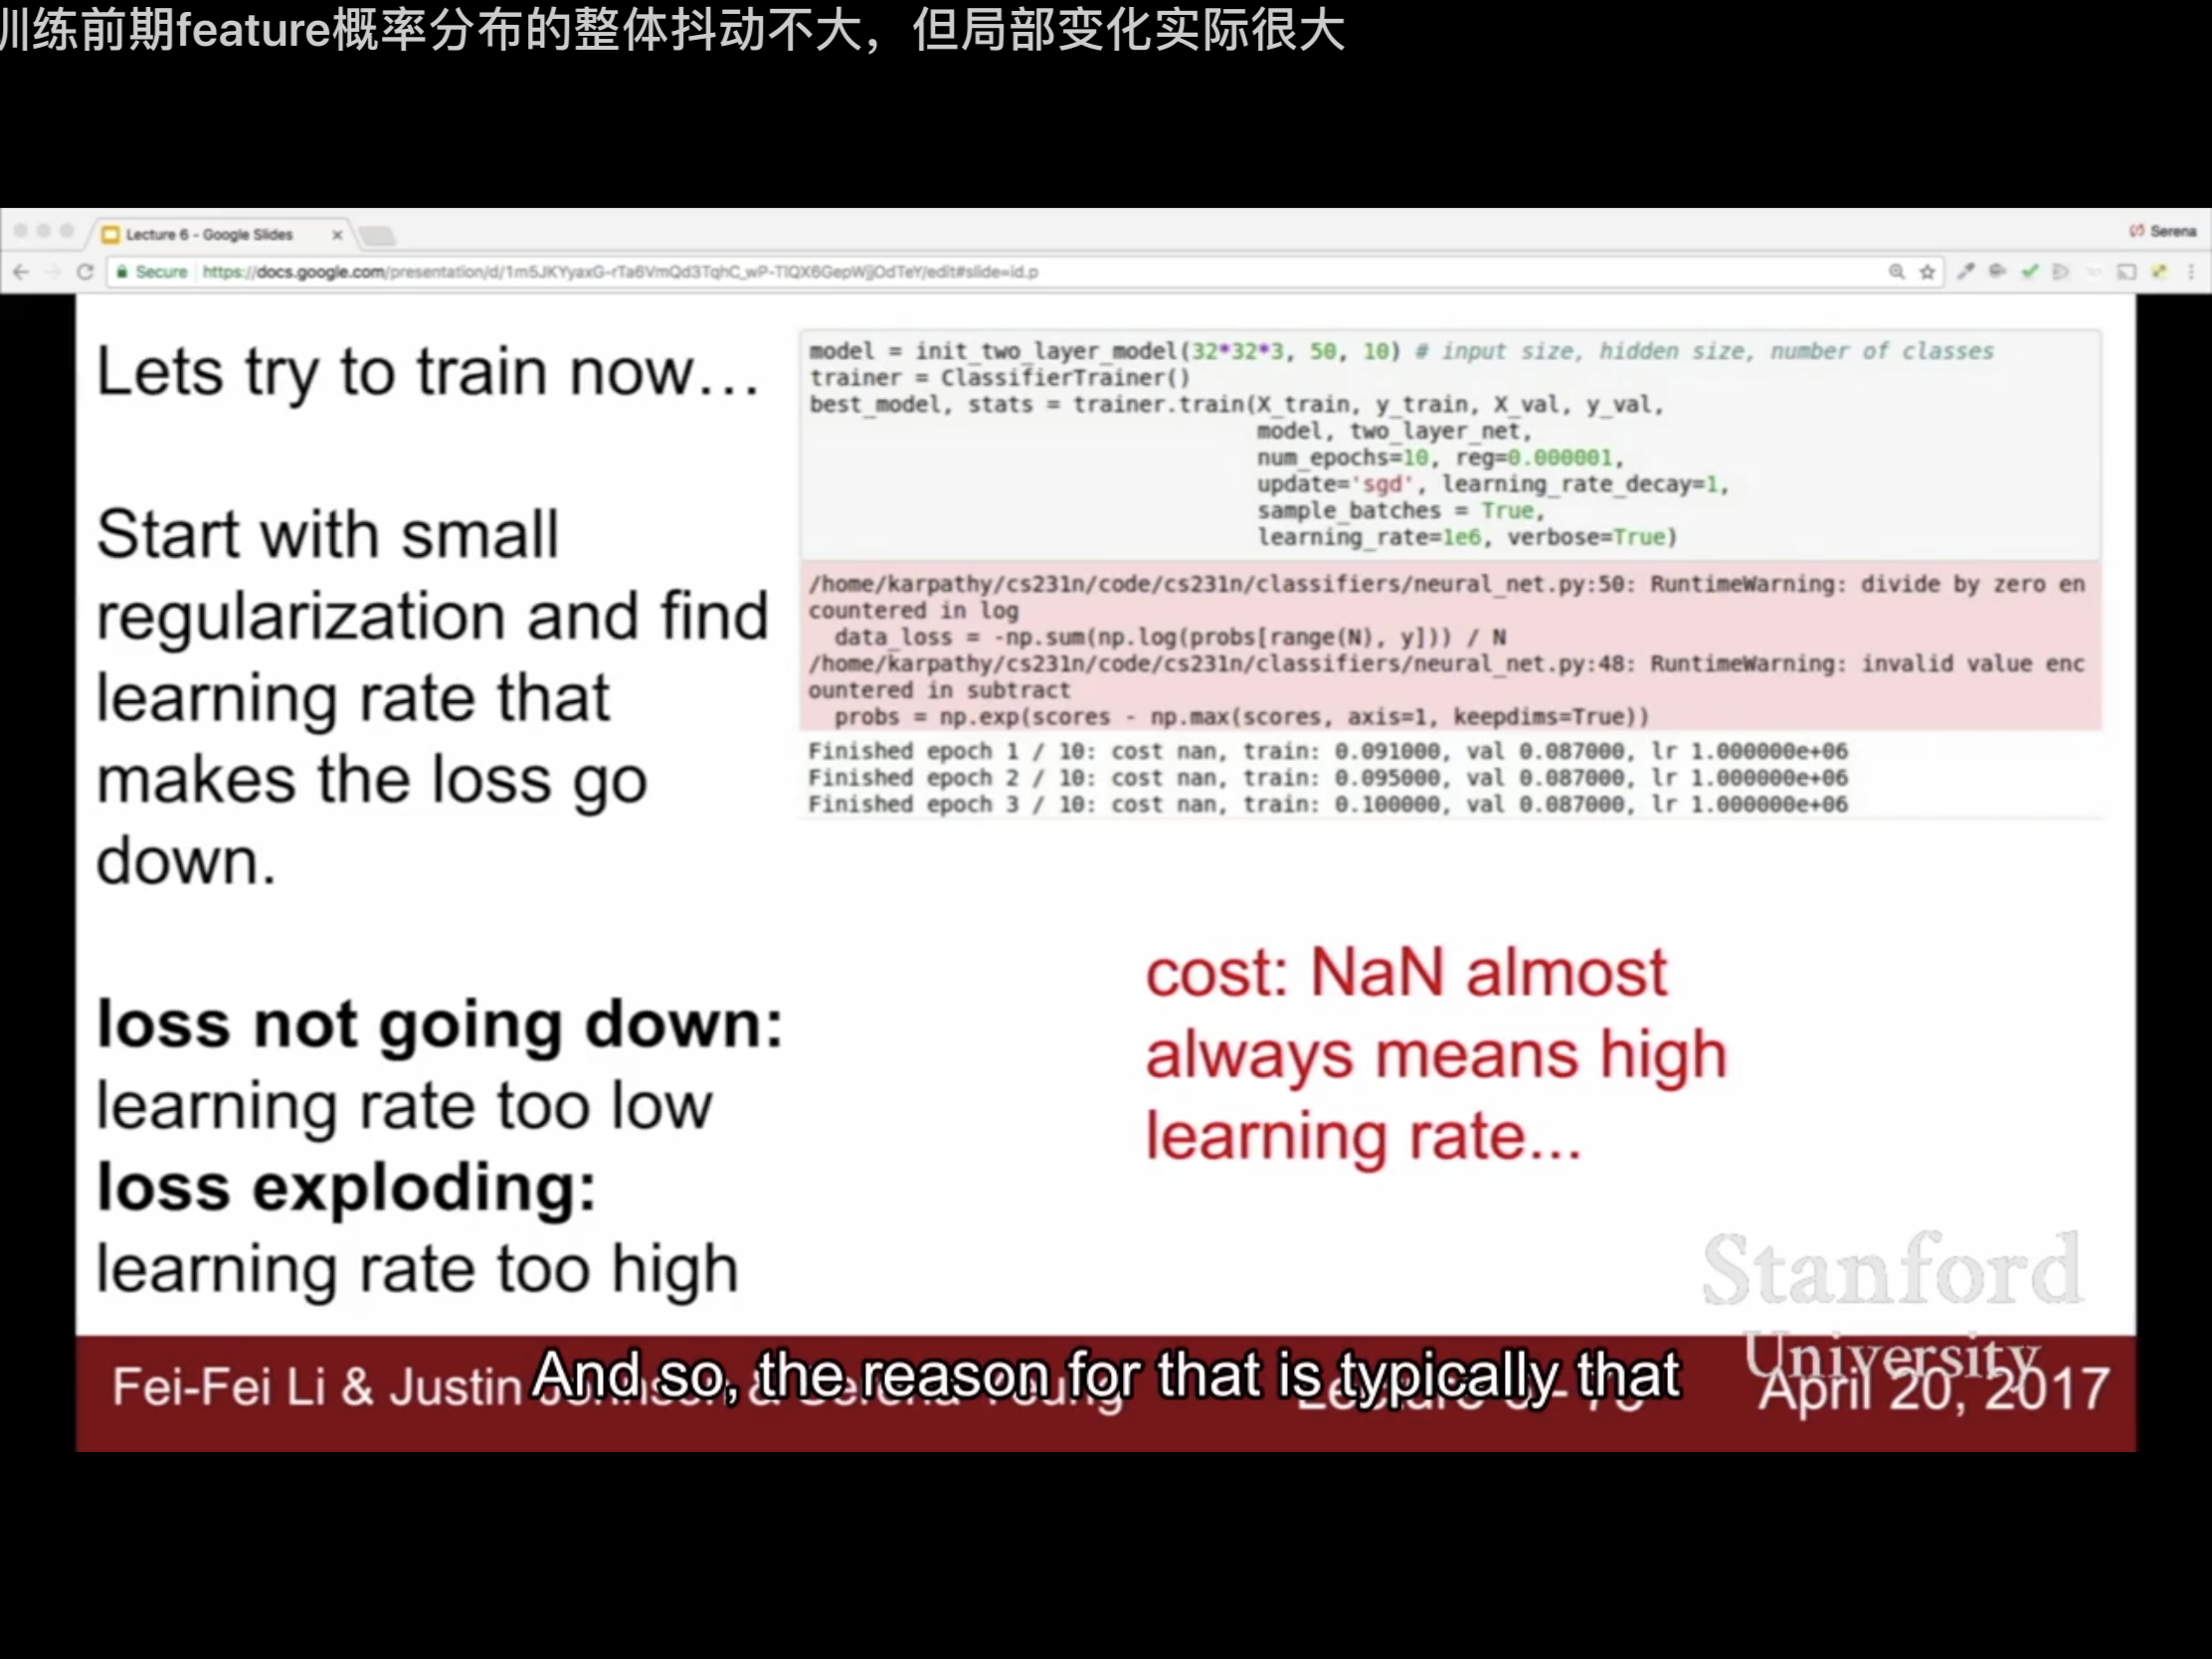 训练前期feature概率分布的整体抖动不大，但局部变化实际很大
Lecture 6 - Google Slides
Serena
Secure https://docs.google.com/presentation/d/
Lets try to train now…
Start with small
regularization and find
learning rate that
makes the loss go
down.
loss not going down:
learning rate too low
loss exploding:
learning rate too high
model = init_two_layer_model(32*32*3, 50, 10) # input size, hidden size, number of classes
trainer = ClassifierTrainer()
best_model, stats = trainer.train(X_train, y_train, X_val, y_val,
model, two_layer_net,
num_epochs=10, reg=0.000001,
update='sgd', learning_rate_decay=1,
sample_batches = True,
learning_rate=1e6, verbose=True)
/home/karpathy/cs231n/code/cs231n/classifiers/neural_net.py:50: RuntimeWarning: divide by zero en
countered in log
data_loss = -np.sum(np.log(probs[range(N), y])) / N
/home/karpathy/cs231n/code/cs231n/classifiers/neural_net.py:48: RuntimeWarning: invalid value enc
ountered in subtract
probs = np.exp(scores - np.max(scores, axis=1, keepdims=True))
Finished epoch 1 / 10: cost nan, train: 0.091000, val 0.087000, lr 1.000000e+06
Finished epoch 2 / 10: cost nan, train: 0.095000, val 0.087000, lr 1.000000e+06
Finished epoch 3 / 10: cost nan, train: 0.100000, val 0.087000, lr 1.000000e+06
cost: NaN almost
always means high
learning rate...
Stanford
University
Fei-Fei Li & Justin
April 20, 2017
And so, the reason for that is typically that